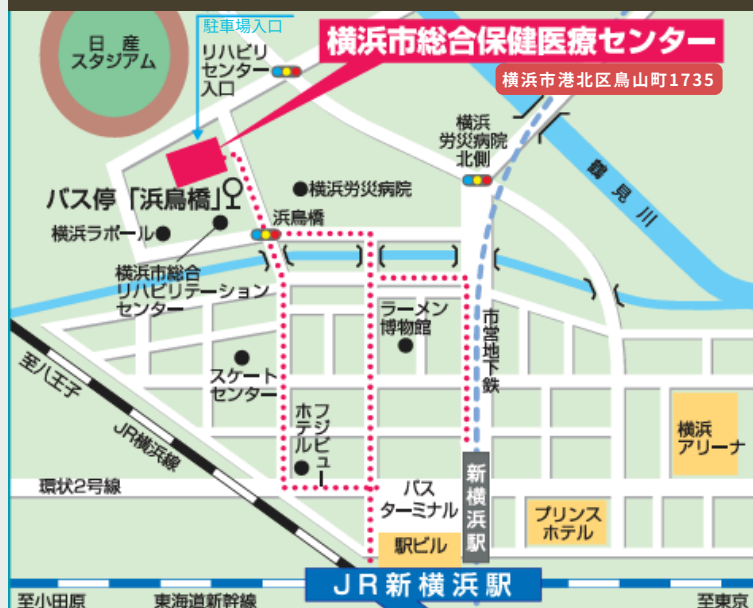 駐車場入口
日産
スタジアム
リハビリ
センター
入口
横浜市総合保健医療センター
横浜市港北区鳥山町1735
横浜
労災病院
北側
鶴見川
バス停「浜鳥橋」
横浜労災病院
浜鳥橋
横浜ラポール
横浜市総合
リハビリテーション
センター
ラーメン
博物館
市営地下鉄
至八王子
スケート
センター
JR横浜線
フジビュー
ホテル
横浜
アリーナ
環状2号線
バス
ターミナル
新横浜駅
プリンス
ホテル
駅ビル
JR新横浜駅
至小田原
東海道新幹線
至東京